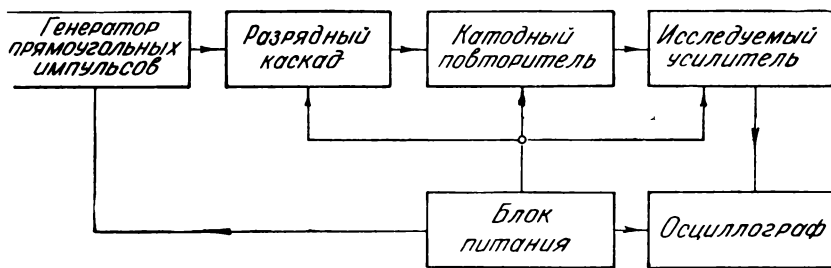 Генератор
прямоугольных
импульсов
Разрядный
каскад
Катодный
повторитель
Исследуемый
усилитель
Блок
питания
Осциллограф